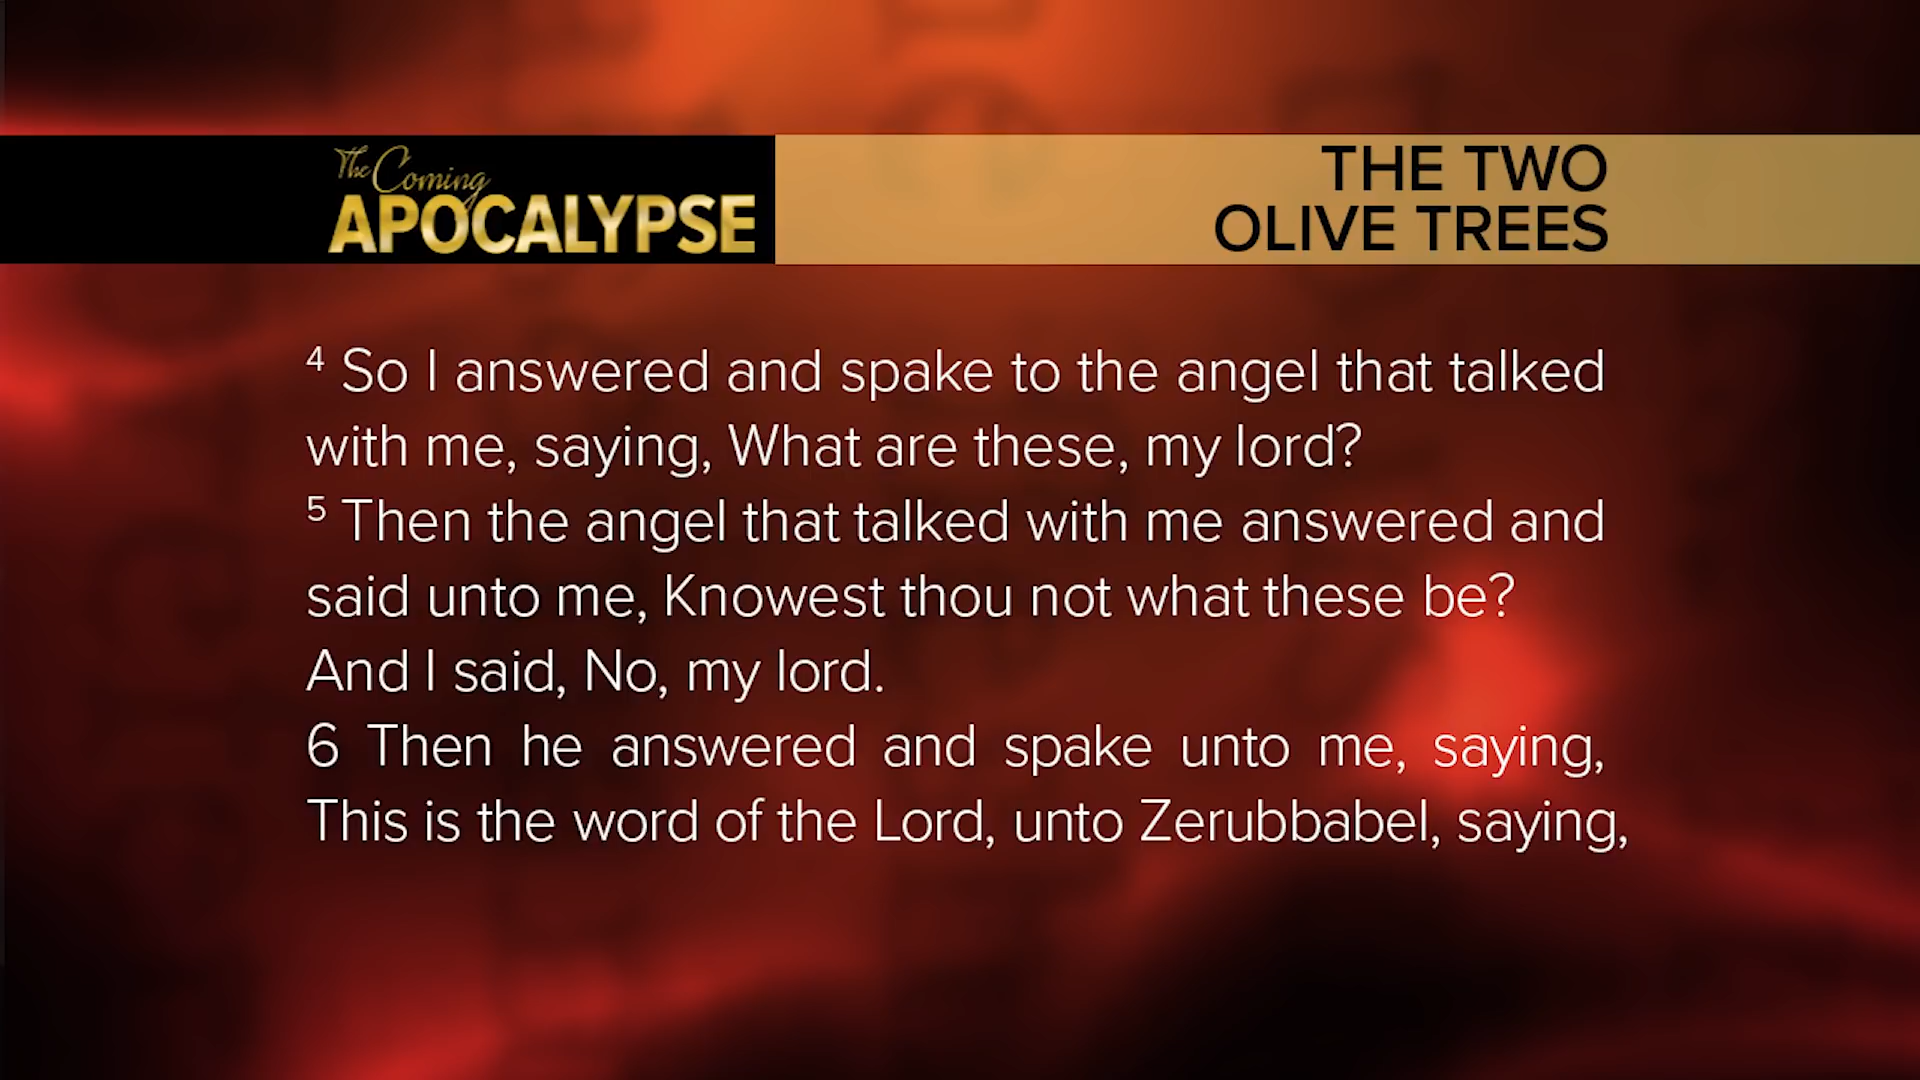 The Coming
APOCALYPSE
THE TWO
OLIVE TREES
4 So I answered and spake to the angel that talked
with me, saying, What are these, my lord?
5 Then the angel that talked with me answered and
said unto me, Knowest thou not what these be?
And I said, No, my lord.
6 Then he answered and spake unto me, saying,
This is the word of the Lord, unto Zerubbabel, saying,